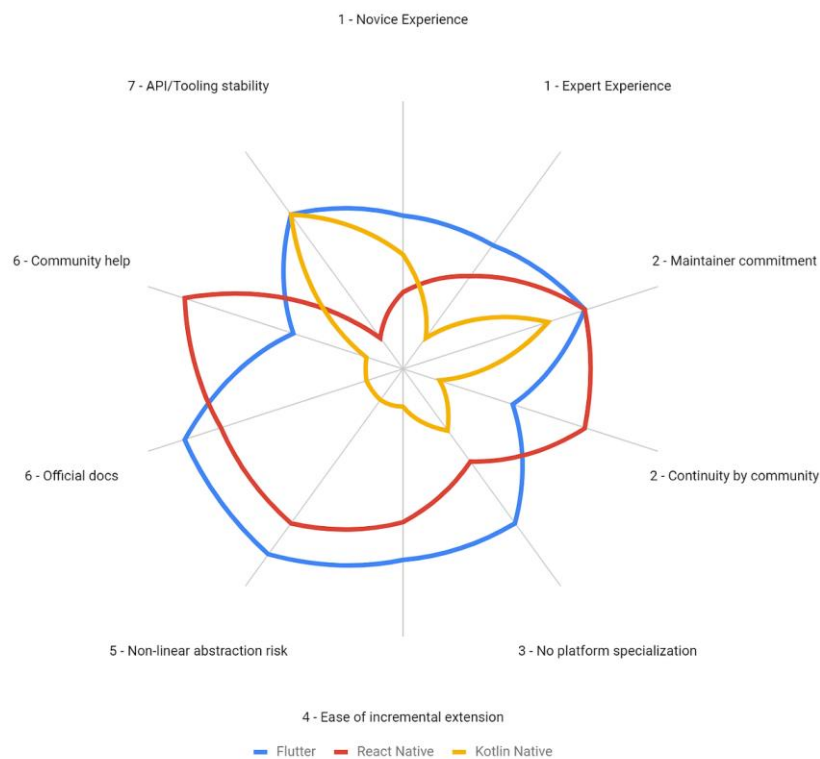 1 - Novice Experience
7 - API/Tooling stability
1 - Expert Experience
6 - Community help
2 - Maintainer commitment
6 - Official docs
2 - Continuity by community
5 - Non-linear abstraction risk
3 - No platform specialization
4 - Ease of incremental extension
Flutter React Native Kotlin Native